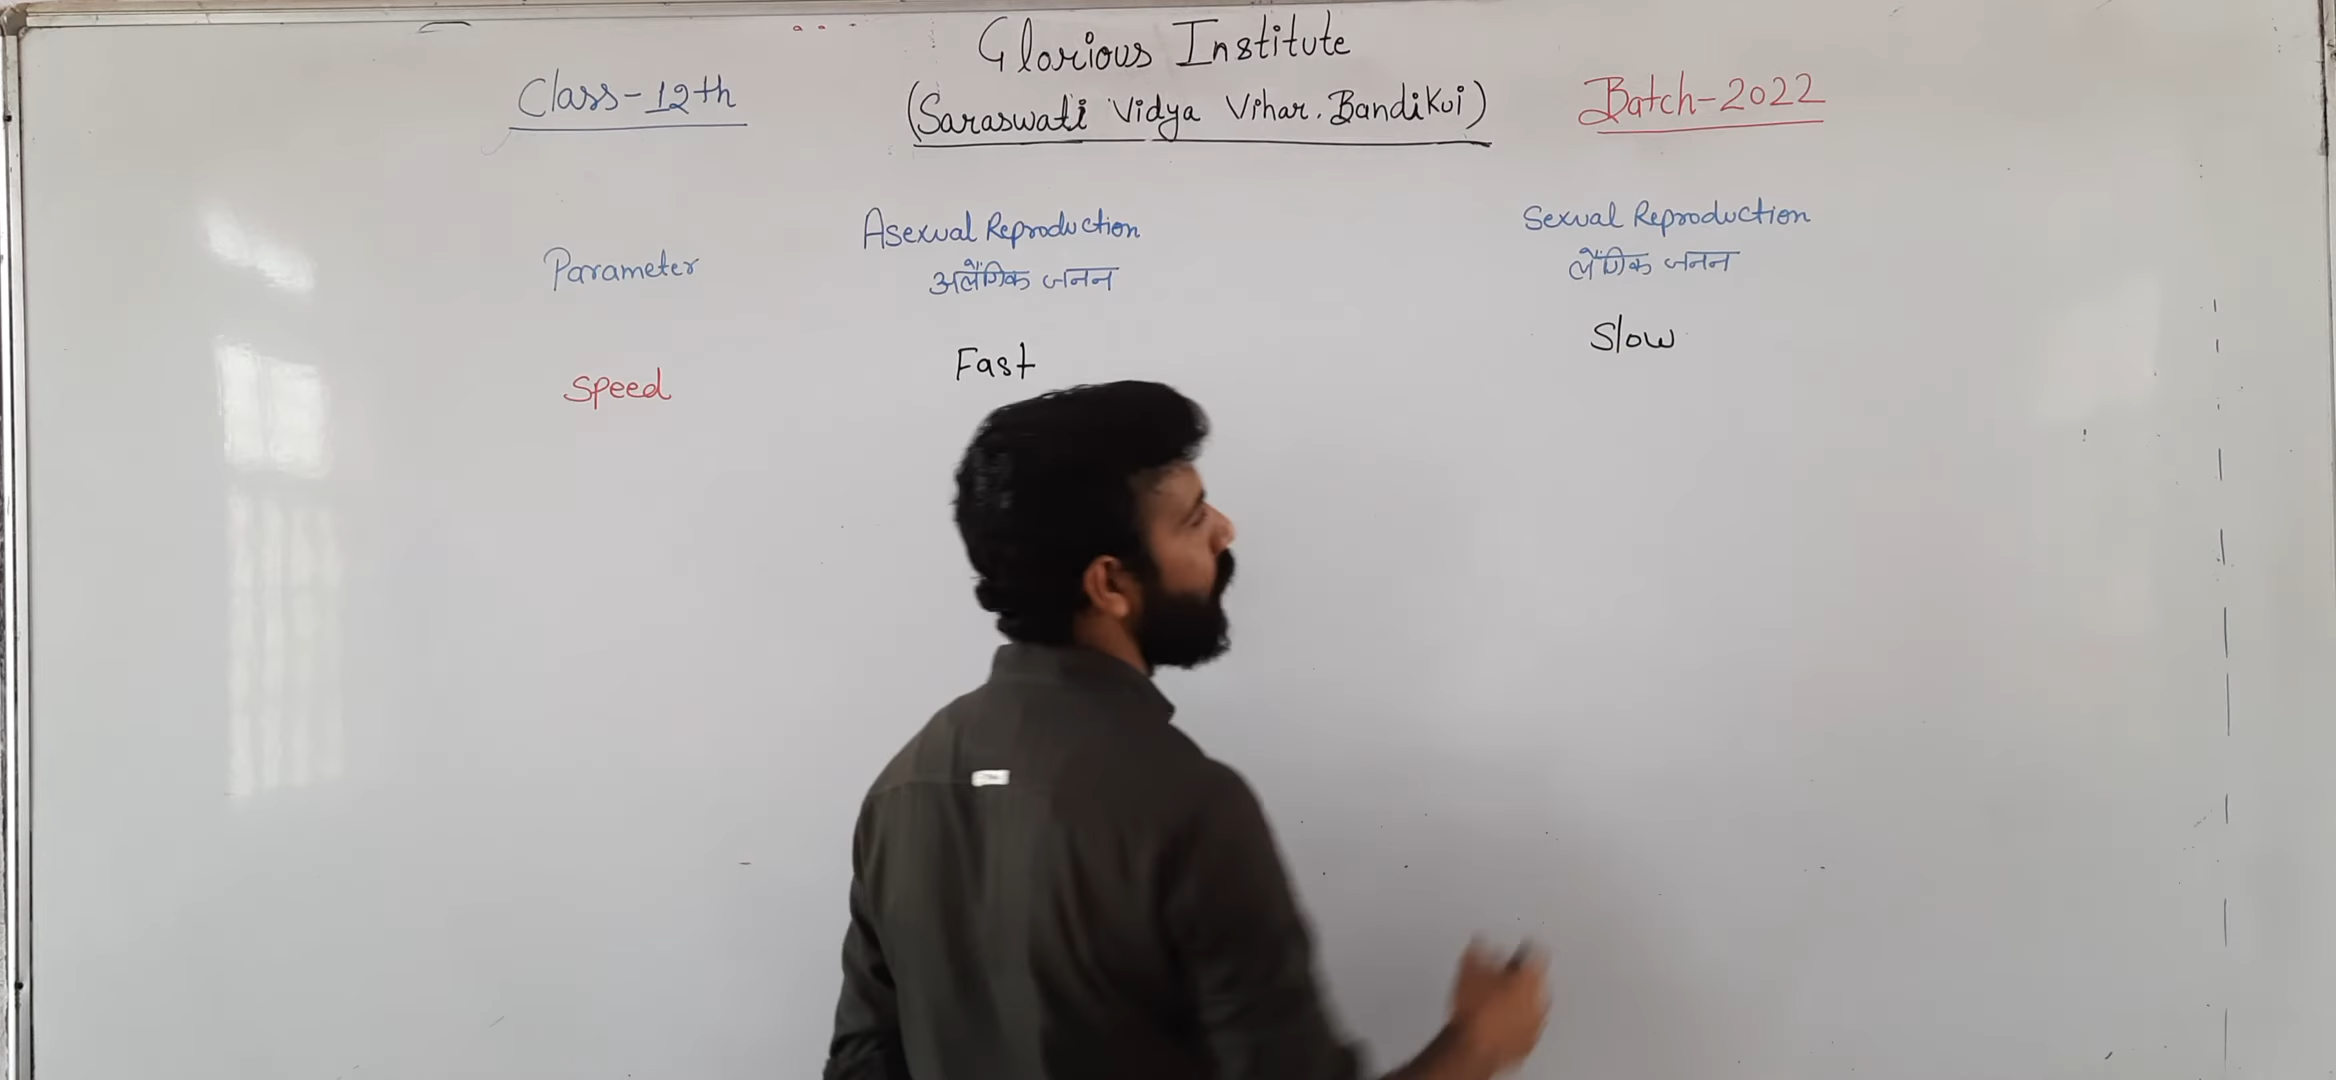 Glorious Institute
Class-12th
(Saraswati Vidya Vihar. Bandikui)
Batch-2022
Parameter
Asexual Reproduction
अलैंगिक जनन
Sexual Reproduction
लैंगिक जनन
Speed
Fast
Slow